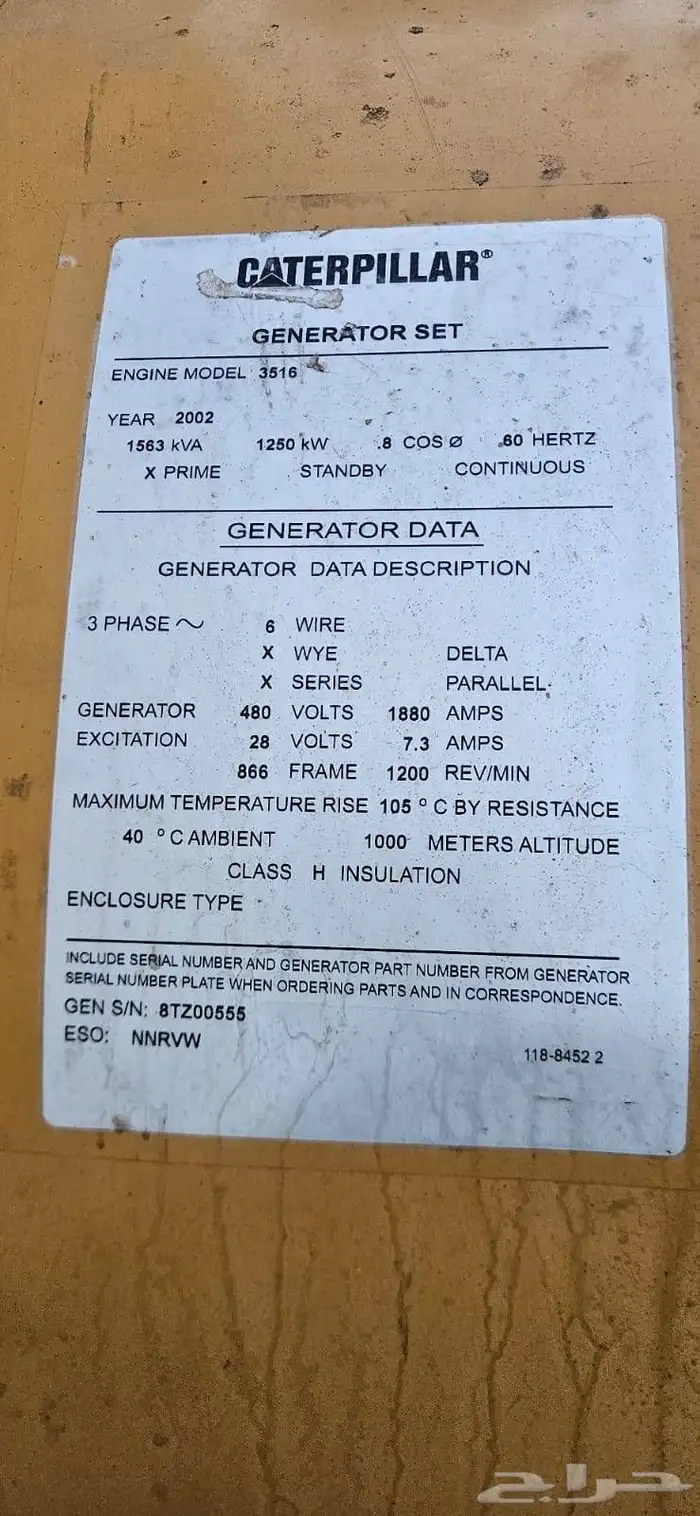 CATERPILLAR®
GENERATOR SET
ENGINE MODEL 3516
YEAR 2002
1563 kVA 1250 kW .8 COS Ø 60 HERTZ
X PRIME STANDBY CONTINUOUS
GENERATOR DATA
GENERATOR DATA DESCRIPTION
3 PHASE ~ 6 WIRE
X WYE DELTA
X SERIES PARALLEL
GENERATOR 480 VOLTS 1880 AMPS
EXCITATION 28 VOLTS 7.3 AMPS
866 FRAME 1200 REV/MIN
MAXIMUM TEMPERATURE RISE 105 ° C BY RESISTANCE
40 ° C AMBIENT 1000 METERS ALTITUDE
CLASS H INSULATION
ENCLOSURE TYPE
INCLUDE SERIAL NUMBER AND GENERATOR PART NUMBER FROM GENERATOR
SERIAL NUMBER PLATE WHEN ORDERING PARTS AND IN CORRESPONDENCE.
GEN S/N: 8TZ00555
ESO: NNRVW
118-8452 2
حراج